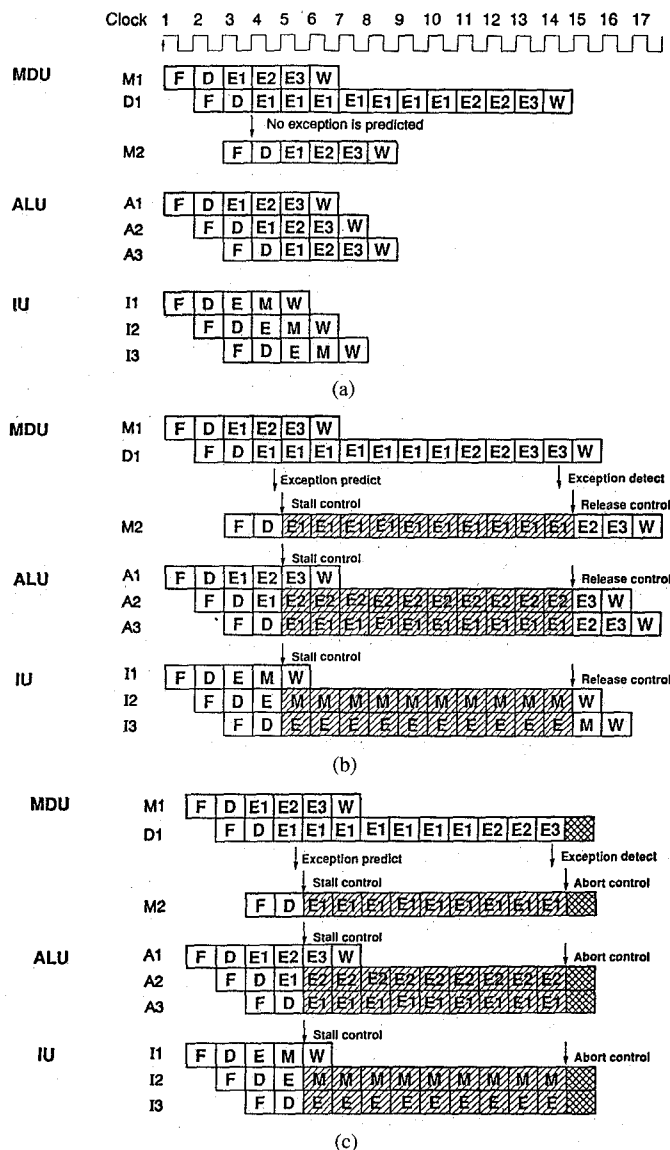 Clock 1 2 3 4 5 6 7 8 9 10 11 12 13 14 15 16 17
MDU
M1 F D E1 E2 E3 W
D1 F D E1 E1 E1 E1 E1 E1 E1 E2 E2 E3 W
No exception is predicted
M2 F D E1 E2 E3 W
ALU
A1 F D E1 E2 E3 W
A2 F D E1 E2 E3 W
A3 F D E1 E2 E3 W
IU
I1 F D E M W
I2 F D E M W
I3 F D E M W
(a)
MDU
M1 F D E1 E2 E3 W
D1 F D E1 E1 E1 E1 E1 E1 E1 E2 E2 E3 E3 W
Exception predict Exception detect
Stall control Release control
M2 F D E1 E1 E1 E1 E1 E1 E1 E1 E1 E1 E2 E3 W
Stall control
ALU
A1 F D E1 E2 E3 W Release control
A2 F D E1 E2 E2 E2 E2 E2 E2 E2 E2 E2 E2 E3 W
A3 F D E1 E1 E1 E1 E1 E1 E1 E1 E1 E1 E2 E3 W
Stall control
IU
I1 F D E M W Release control
I2 F D E M M M M M M M M M M W
I3 F D E E E E E E E E E E M W
(b)
MDU
M1 F D E1 E2 E3 W
D1 F D E1 E1 E1 E1 E1 E1 E1 E2 E2 E3
Exception predict Exception detect
Stall control Abort control
M2 F D E1 E1 E1 E1 E1 E1 E1 E1 E1
Stall control
ALU
A1 F D E1 E2 E3 W Abort control
A2 F D E1 E2 E2 E2 E2 E2 E2 E2 E2 E2
A3 F D E1 E1 E1 E1 E1 E1 E1 E1 E1
Stall control
IU
I1 F D E M W Abort control
I2 F D E M M M M M M M M M
I3 F D E E E E E E E E E
(c)